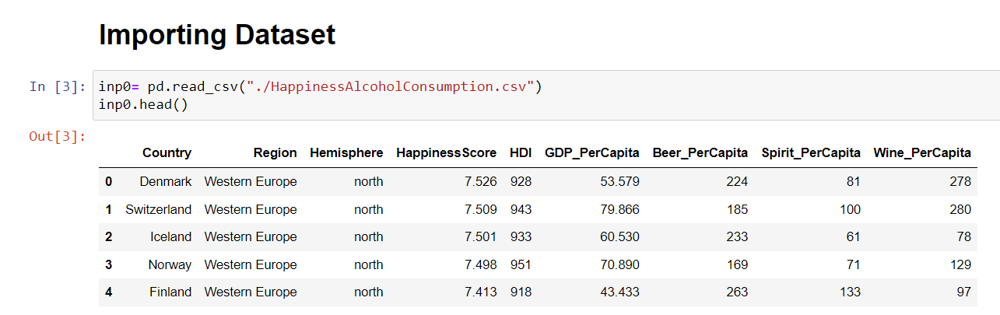 Importing Dataset
In [3]: inp0= pd.read_csv("./HappinessAlcoholConsumption.csv")
inp0.head()
Out[3]:
Country Region Hemisphere HappinessScore HDI GDP_PerCapita Beer_PerCapita Spirit_PerCapita Wine_PerCapita
0 Denmark Western Europe north 7.526 928 53.579 224 81 278
1 Switzerland Western Europe north 7.509 943 79.866 185 100 280
2 Iceland Western Europe north 7.501 933 60.530 233 61 78
3 Norway Western Europe north 7.498 951 70.890 169 71 129
4 Finland Western Europe north 7.413 918 43.433 263 133 97